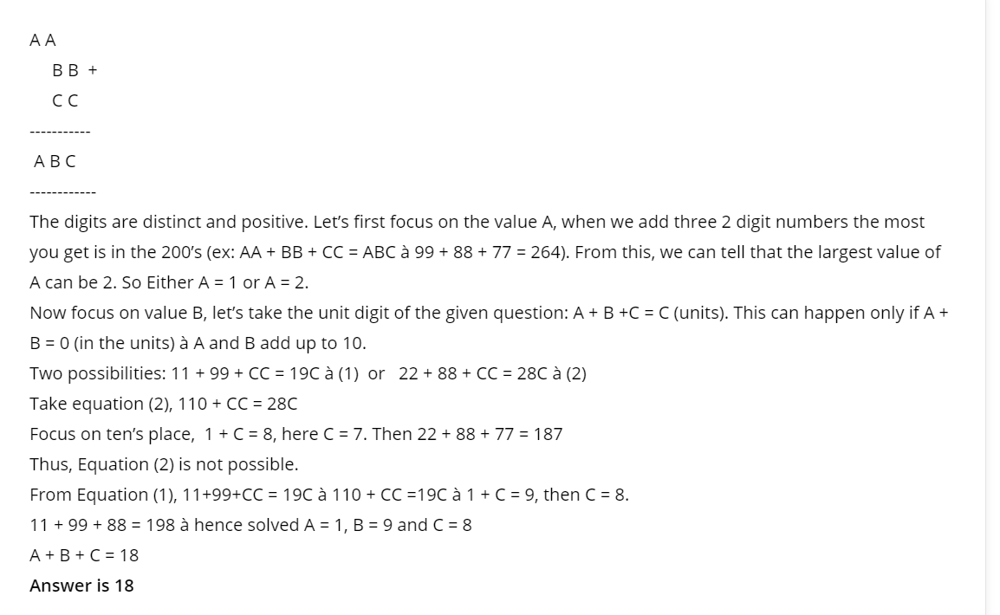 A A
B B +
C C
-----------
A B C
------------
The digits are distinct and positive. Let’s first focus on the value A, when we add three 2 digit numbers the most
you get is in the 200’s (ex: AA + BB + CC = ABC à 99 + 88 + 77 = 264). From this, we can tell that the largest value of
A can be 2. So Either A = 1 or A = 2.
Now focus on value B, let’s take the unit digit of the given question: A + B +C = C (units). This can happen only if A +
B = 0 (in the units) à A and B add up to 10.
Two possibilities: 11 + 99 + CC = 19C à (1) or 22 + 88 + CC = 28C à (2)
Take equation (2), 110 + CC = 28C
Focus on ten’s place, 1 + C = 8, here C = 7. Then 22 + 88 + 77 = 187
Thus, Equation (2) is not possible.
From Equation (1), 11+99+CC = 19C à 110 + CC =19C à 1 + C = 9, then C = 8.
11 + 99 + 88 = 198 à hence solved A = 1, B = 9 and C = 8
A + B + C = 18
Answer is 18